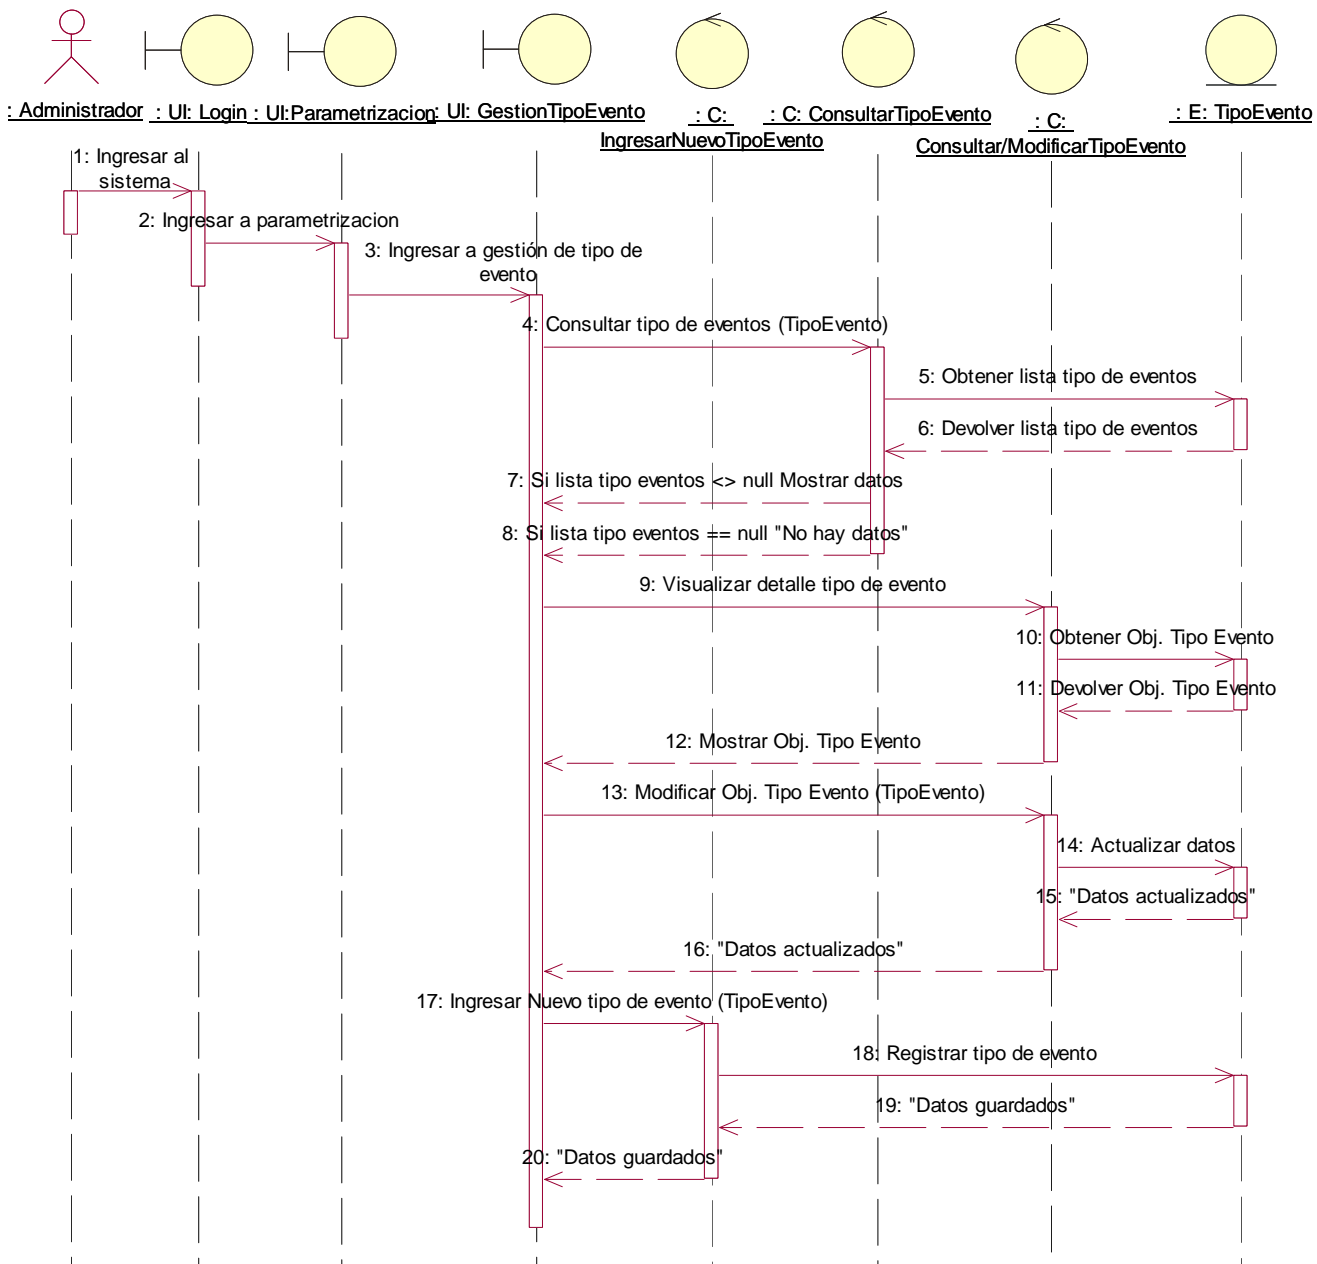 : Administrador
: UI: Login
: UI:Parametrizacion
: UI: GestionTipoEvento
: C:
IngresarNuevoTipoEvento
: C: ConsultarTipoEvento
: C:
Consultar/ModificarTipoEvento
: E: TipoEvento
1: Ingresar al
sistema
2: Ingresar a parametrizacion
3: Ingresar a gestión de tipo de
evento
4: Consultar tipo de eventos (TipoEvento)
5: Obtener lista tipo de eventos
6: Devolver lista tipo de eventos
7: Si lista tipo eventos <> null Mostrar datos
8: Si lista tipo eventos == null "No hay datos"
9: Visualizar detalle tipo de evento
10: Obtener Obj. Tipo Evento
11: Devolver Obj. Tipo Evento
12: Mostrar Obj. Tipo Evento
13: Modificar Obj. Tipo Evento (TipoEvento)
14: Actualizar datos
15: "Datos actualizados"
16: "Datos actualizados"
17: Ingresar Nuevo tipo de evento (TipoEvento)
18: Registrar tipo de evento
19: "Datos guardados"
20: "Datos guardados"